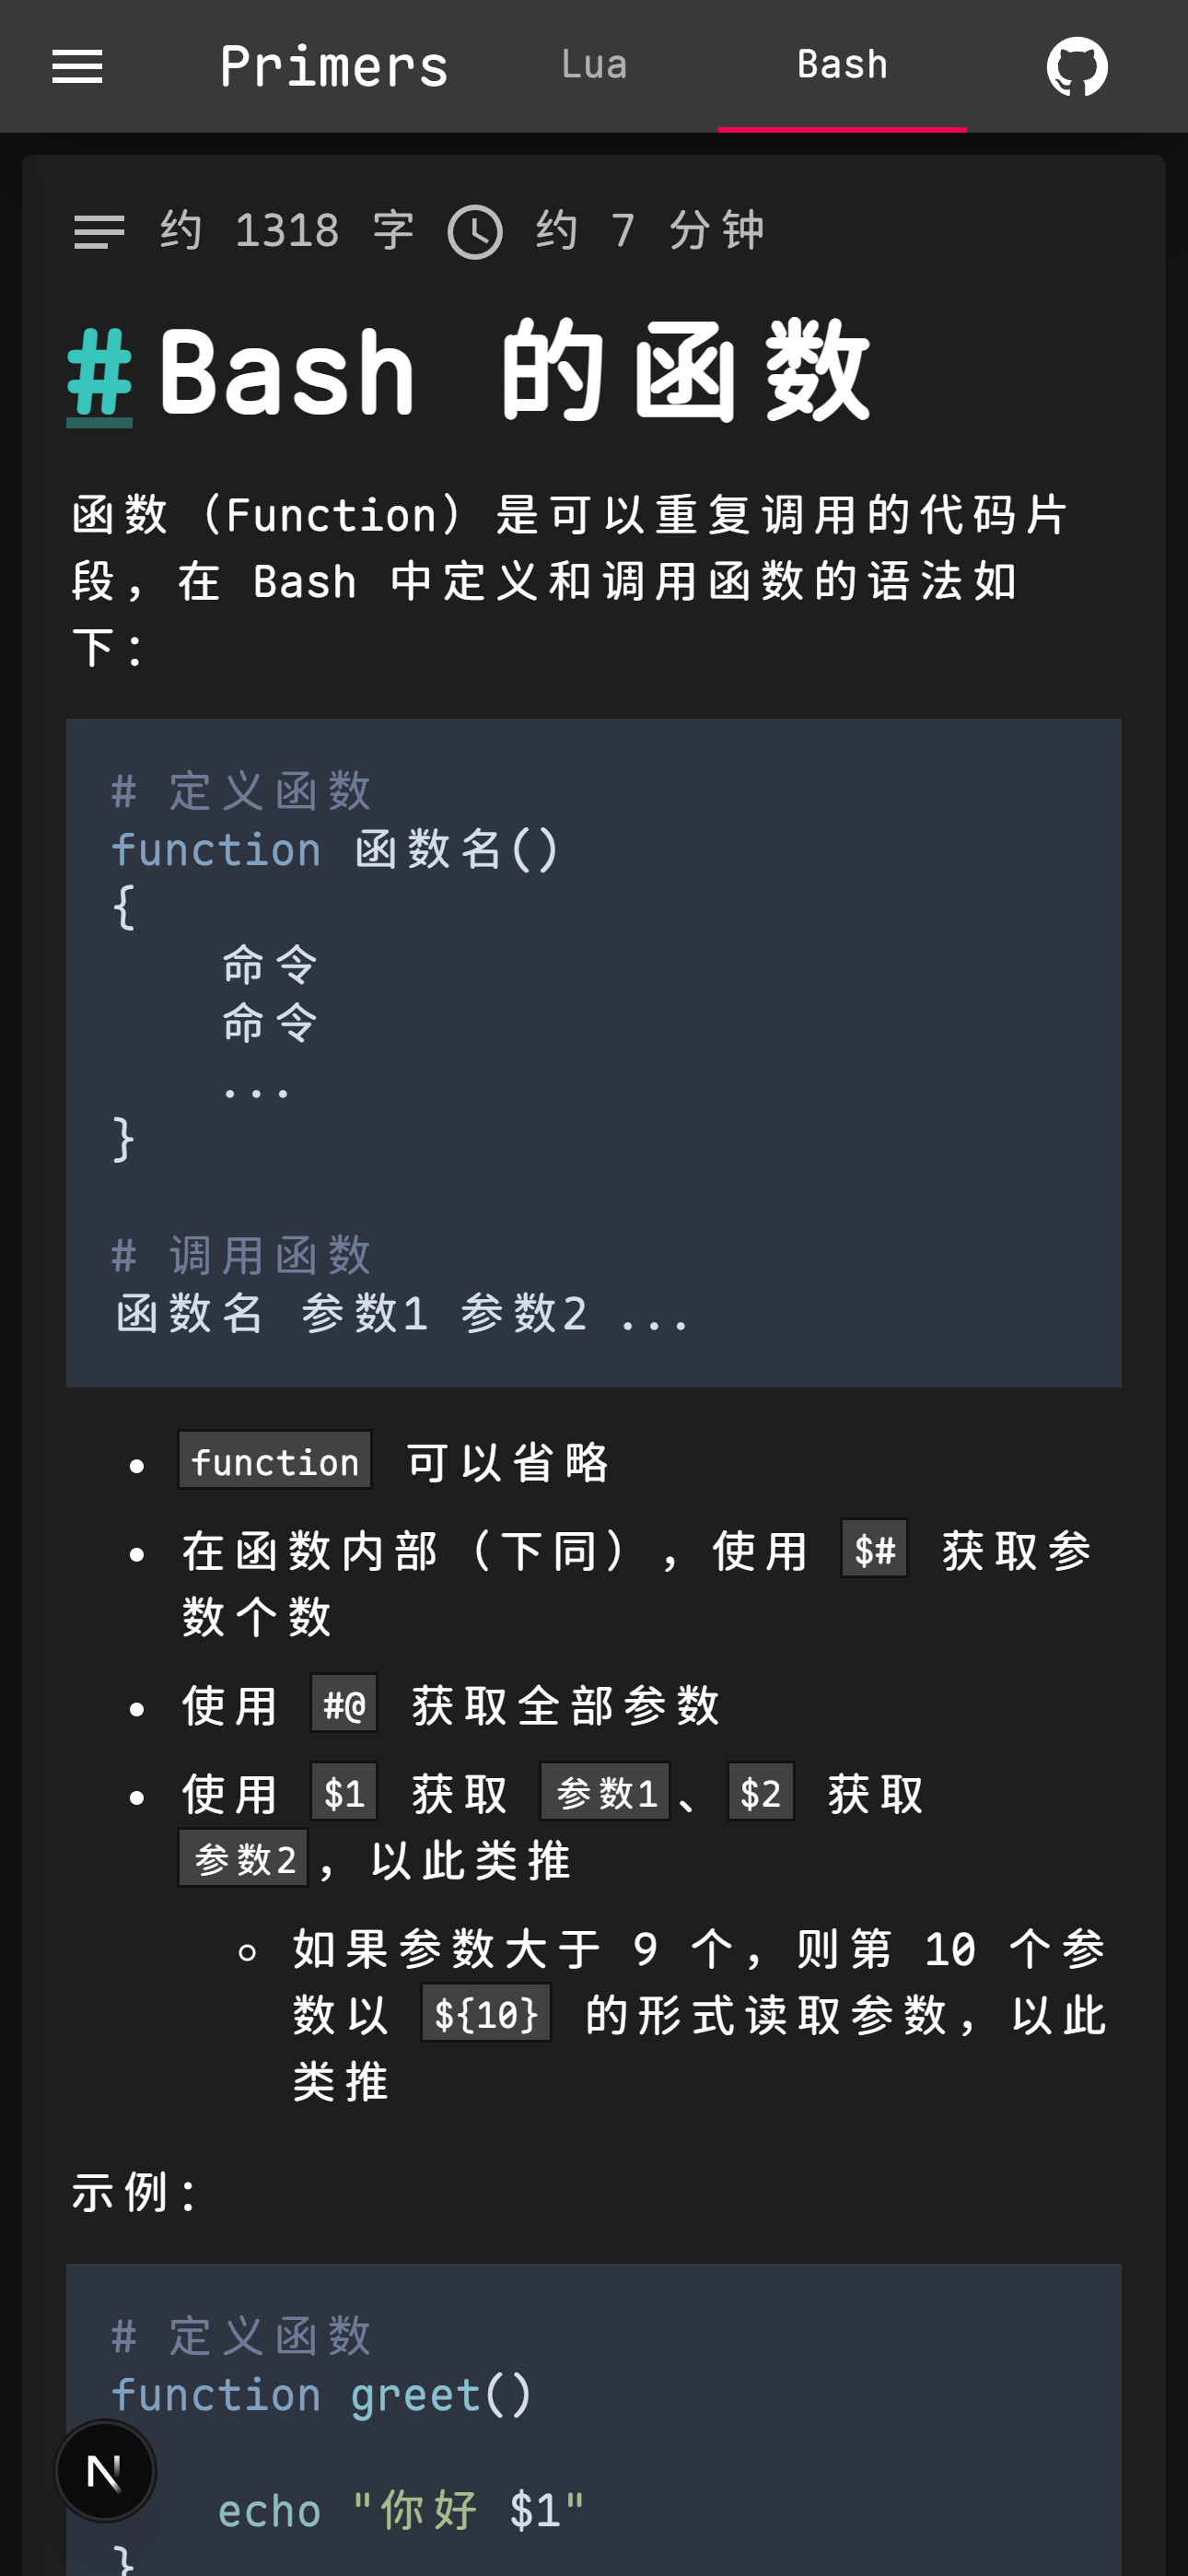 Primers Lua Bash
约 1318 字 约 7 分钟
#Bash 的函数
函数（Function）是可以重复调用的代码片
段，在 Bash 中定义和调用函数的语法如
下：
# 定义函数
function 函数名()
{
    命令
    命令
    ...
}
# 调用函数
函数名 参数1 参数2 ...
• function 可以省略
• 在函数内部（下同），使用 $# 获取参
数个数
• 使用 #@ 获取全部参数
• 使用 $1 获取 参数1、$2 获取
参数2，以此类推
◦ 如果参数大于 9 个，则第 10 个参
数以 ${10} 的形式读取参数，以此
类推
示例：
# 定义函数
function greet()
N
    echo "你好 $1"
}